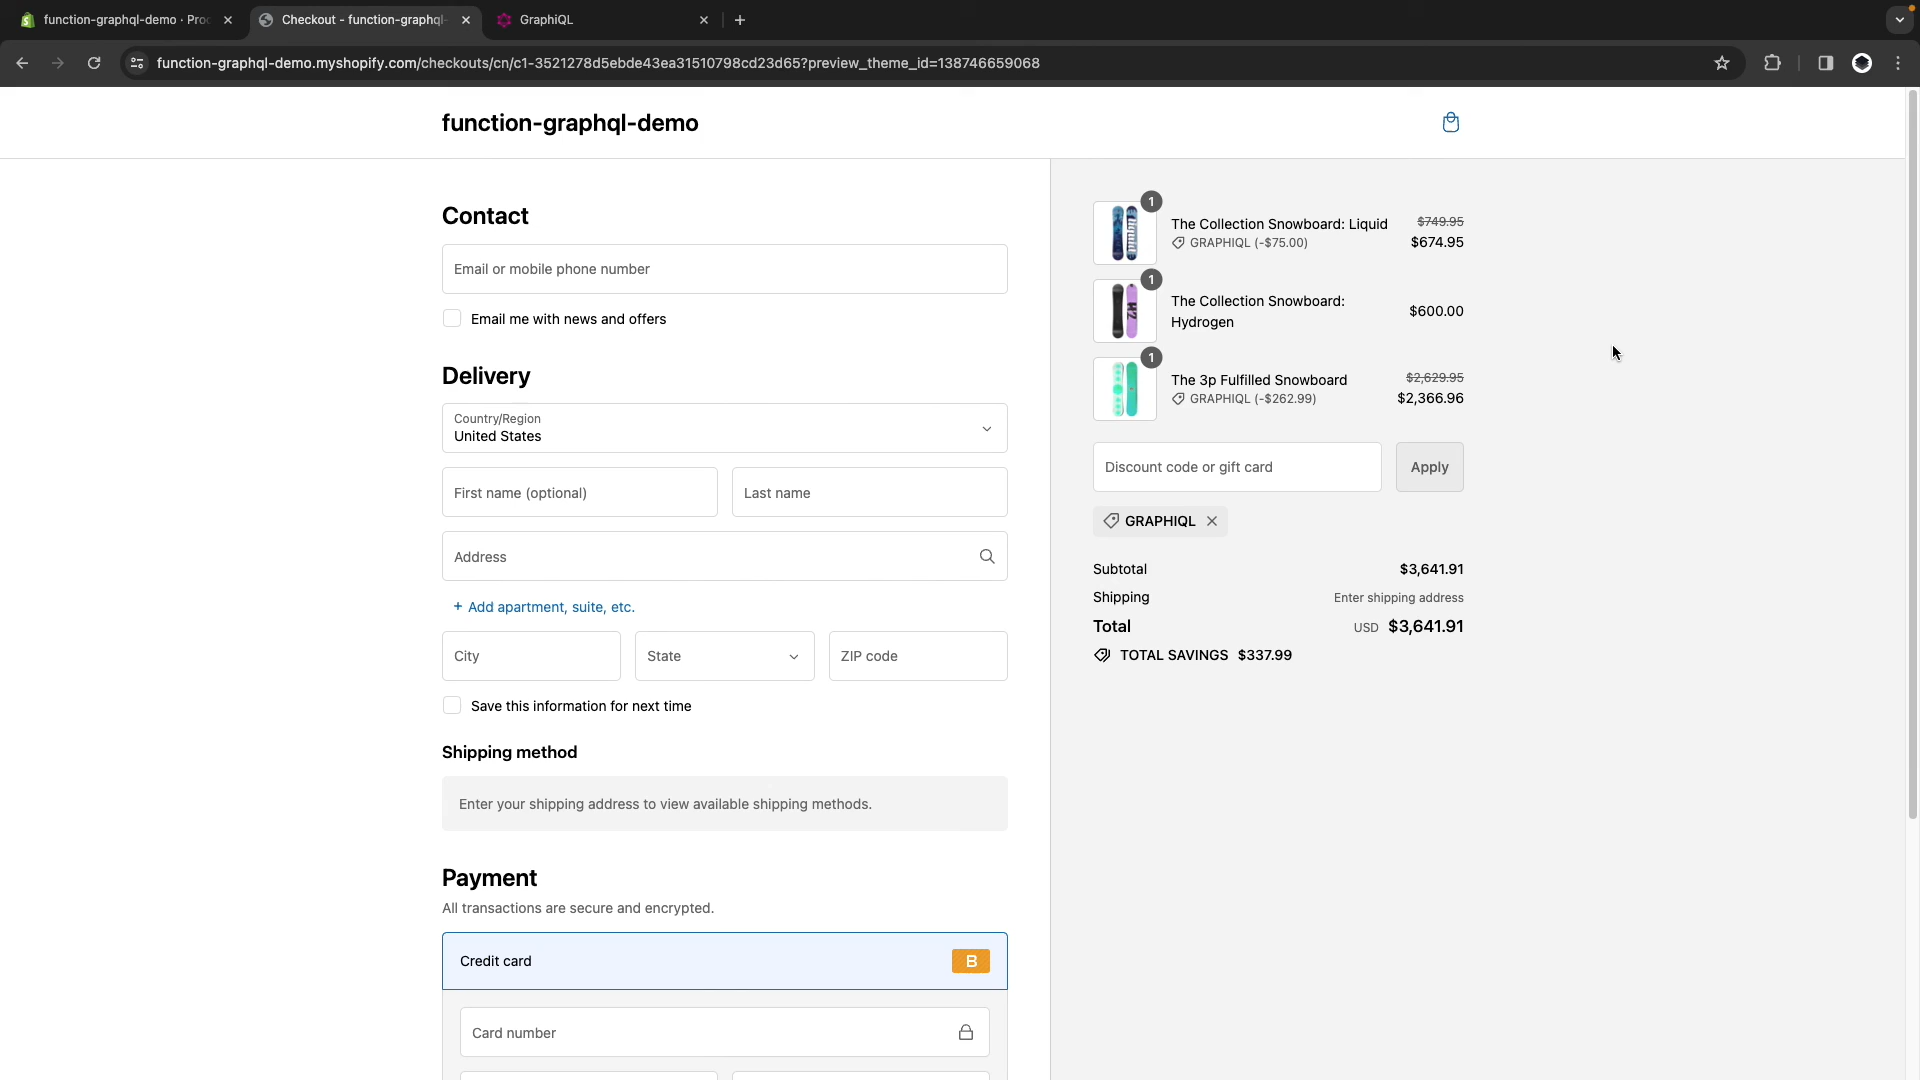 function-graphql-demo · Proc
Checkout - function-graphql-
GraphiQL
function-graphql-demo.myshopify.com/checkouts/cn/c1-3521278d5ebde43ea31510798cd23d65?preview_theme_id=138746659068
function-graphql-demo
Contact
Email or mobile phone number
Email me with news and offers
Delivery
Country/Region
United States
First name (optional)
Last name
Address
+ Add apartment, suite, etc.
City
State
ZIP code
Save this information for next time
Shipping method
Enter your shipping address to view available shipping methods.
Payment
All transactions are secure and encrypted.
Credit card
B
Card number
1
The Collection Snowboard: Liquid
$749.95
GRAPHIQL (-$75.00)
$674.95
1
The Collection Snowboard:
Hydrogen
$600.00
1
The 3p Fulfilled Snowboard
$2,629.95
GRAPHIQL (-$262.99)
$2,366.96
Discount code or gift card
Apply
GRAPHIQL
Subtotal
$3,641.91
Shipping
Enter shipping address
Total
USD $3,641.91
TOTAL SAVINGS $337.99